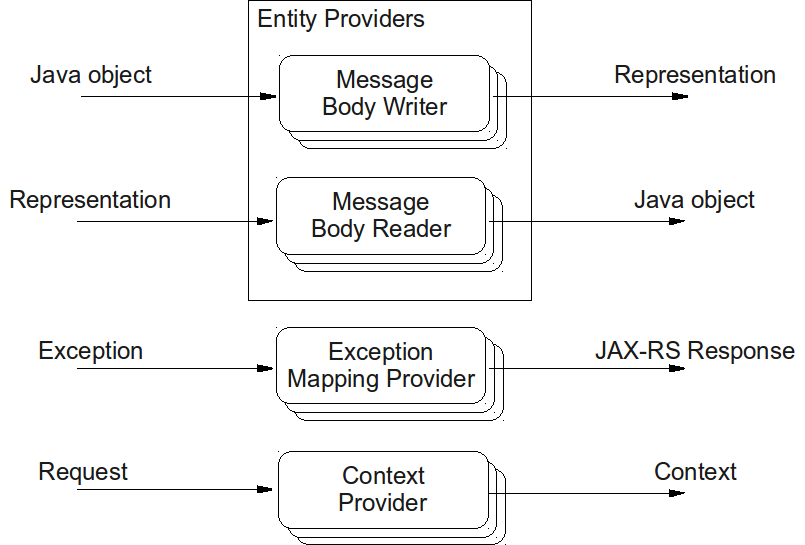 Entity Providers
Java object
Message
Body Writer
Representation
Representation
Message
Body Reader
Java object
Exception
Exception
Mapping Provider
JAX-RS Response
Request
Context
Provider
Context